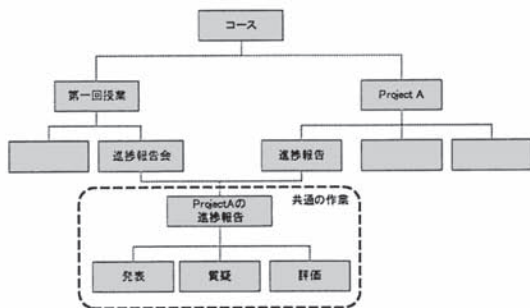 コース
第一回授業
Project A
進捗報告会
進捗報告
共通の作業
ProjectAの
進捗報告
発表
質疑
評価